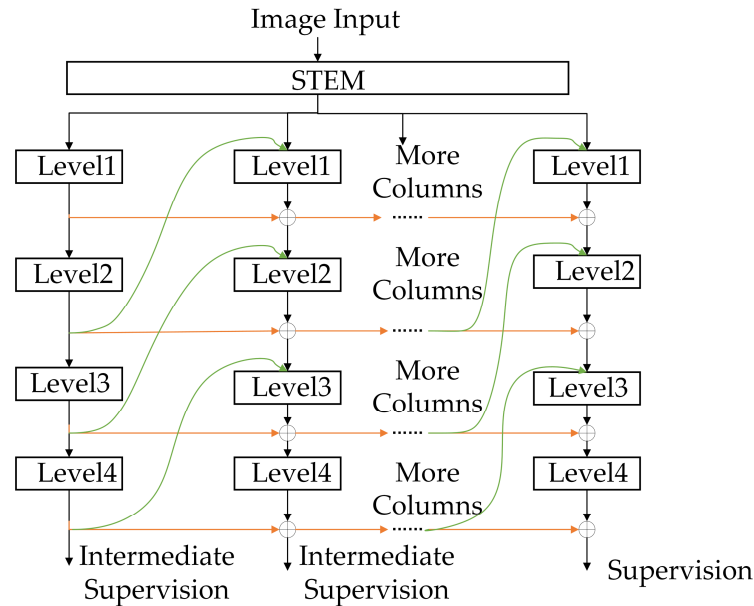 Image Input
STEM
Level1
Level1
More
Columns
Level1
Level2
Level2
More
Columns
Level2
Level3
Level3
More
Columns
Level3
Level4
Level4
More
Columns
Level4
Intermediate
Supervision
Intermediate
Supervision
Supervision